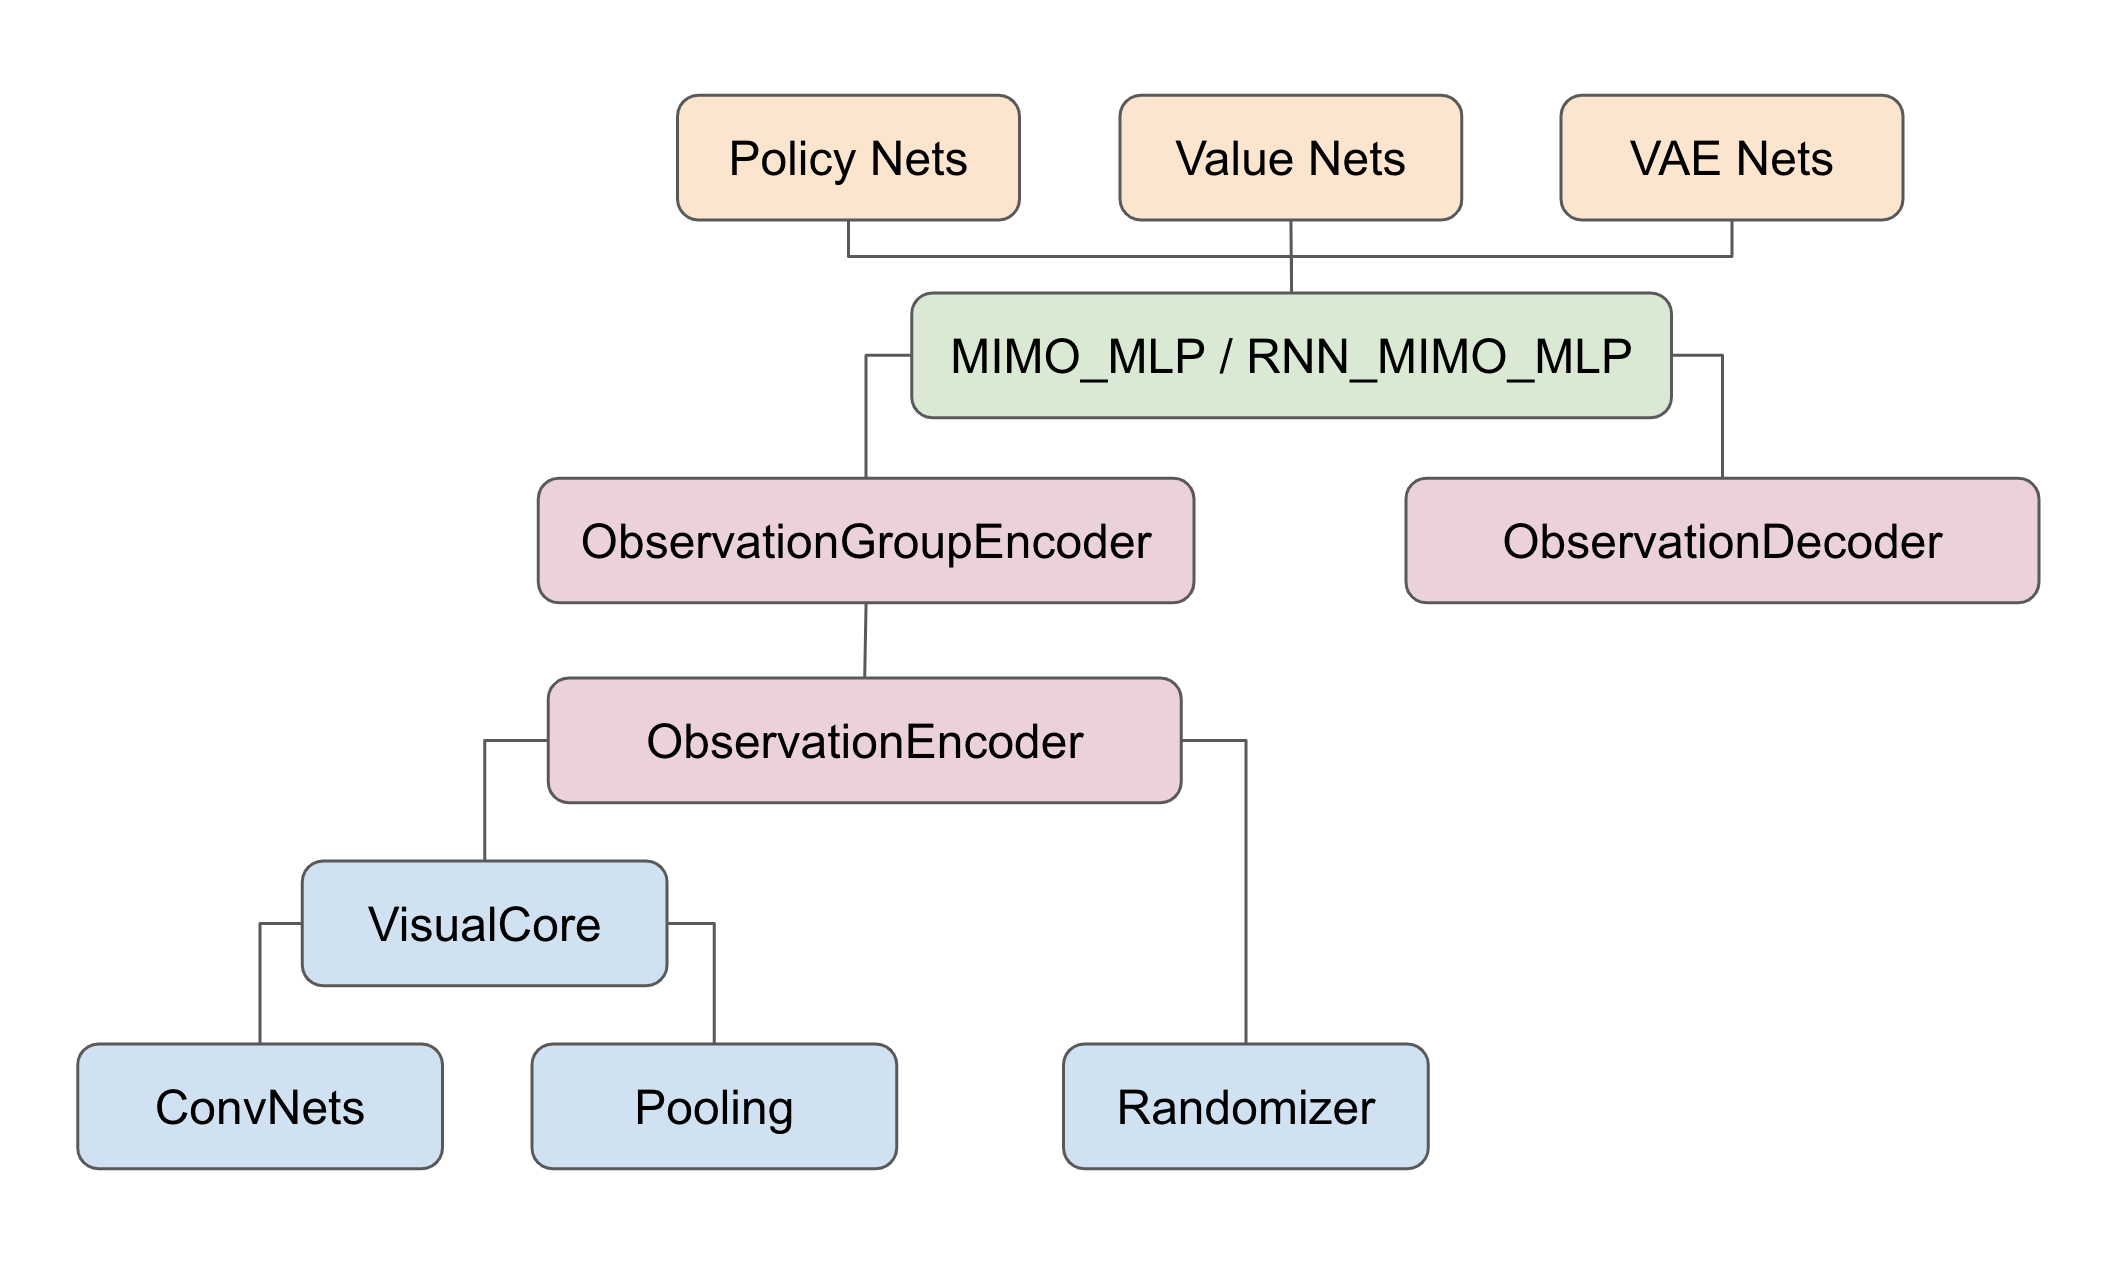 Policy Nets
Value Nets
VAE Nets
MIMO_MLP / RNN_MIMO_MLP
ObservationGroupEncoder
ObservationDecoder
ObservationEncoder
VisualCore
ConvNets
Pooling
Randomizer